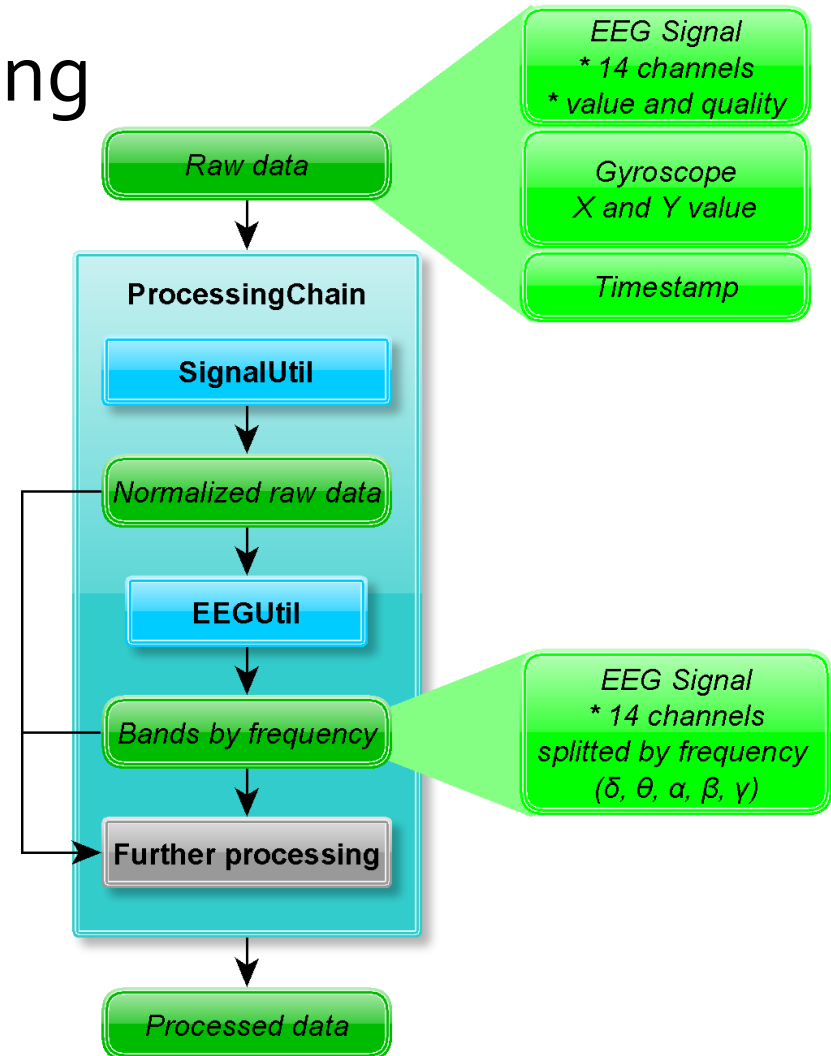 ng
EEG Signal
* 14 channels
* value and quality
Raw data
Gyroscope
X and Y value
Timestamp
ProcessingChain
SignalUtil
Normalized raw data
EEGUtil
Bands by frequency
EEG Signal
* 14 channels
splitted by frequency
(δ, θ, α, β, γ)
Further processing
Processed data